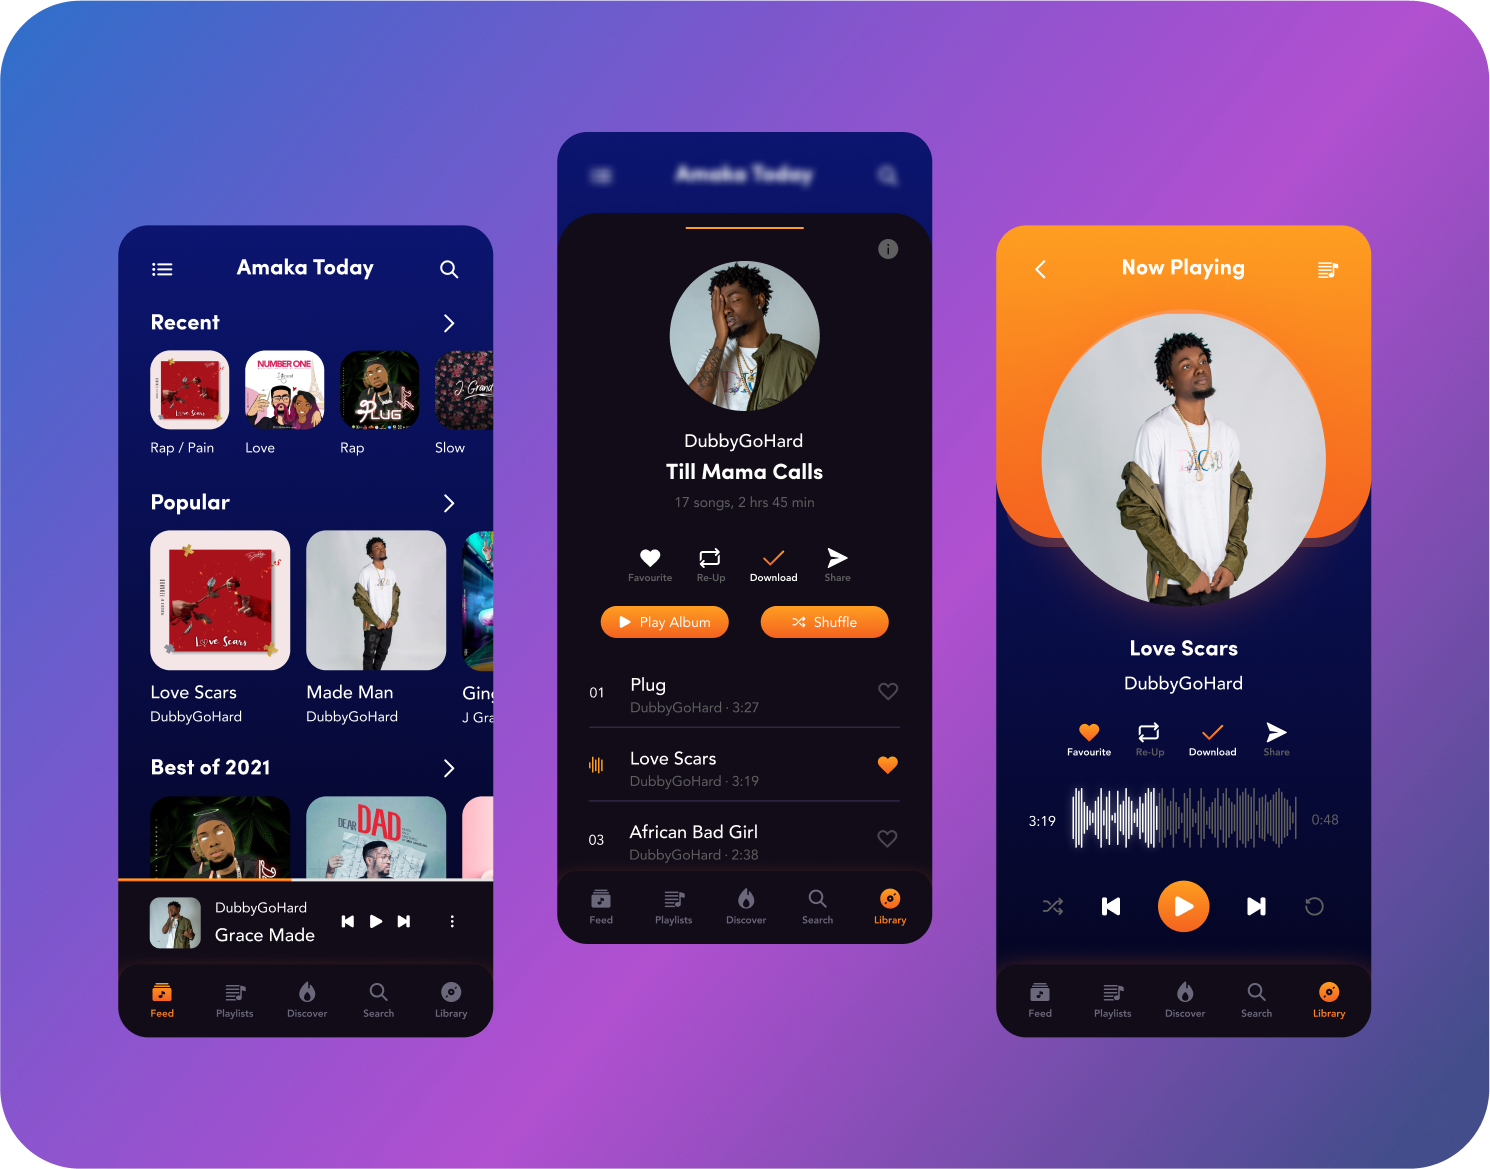 Amaka Today
Recent
NUMBER ONE
Love Scars
PLUG
J Grand
Rap / Pain
Love
Rap
Slow
Popular
Love Scars
Love Scars
Made Man
Ging
DubbyGoHard
DubbyGoHard
J Gra
Best of 2021
DEAR DAD
DubbyGoHard
Grace Made
Feed
Playlists
Discover
Search
Library
Amaka Today
DubbyGoHard
Till Mama Calls
17 songs, 2 hrs 45 min
Favourite
Re-Up
Download
Share
Play Album
Shuffle
01
Plug
DubbyGoHard · 3:27
Love Scars
DubbyGoHard · 3:19
03
African Bad Girl
DubbyGoHard · 2:38
Feed
Playlists
Discover
Search
Library
Now Playing
Love Scars
DubbyGoHard
Favourite
Re-Up
Download
Share
3:19
0:48
Feed
Playlists
Discover
Search
Library